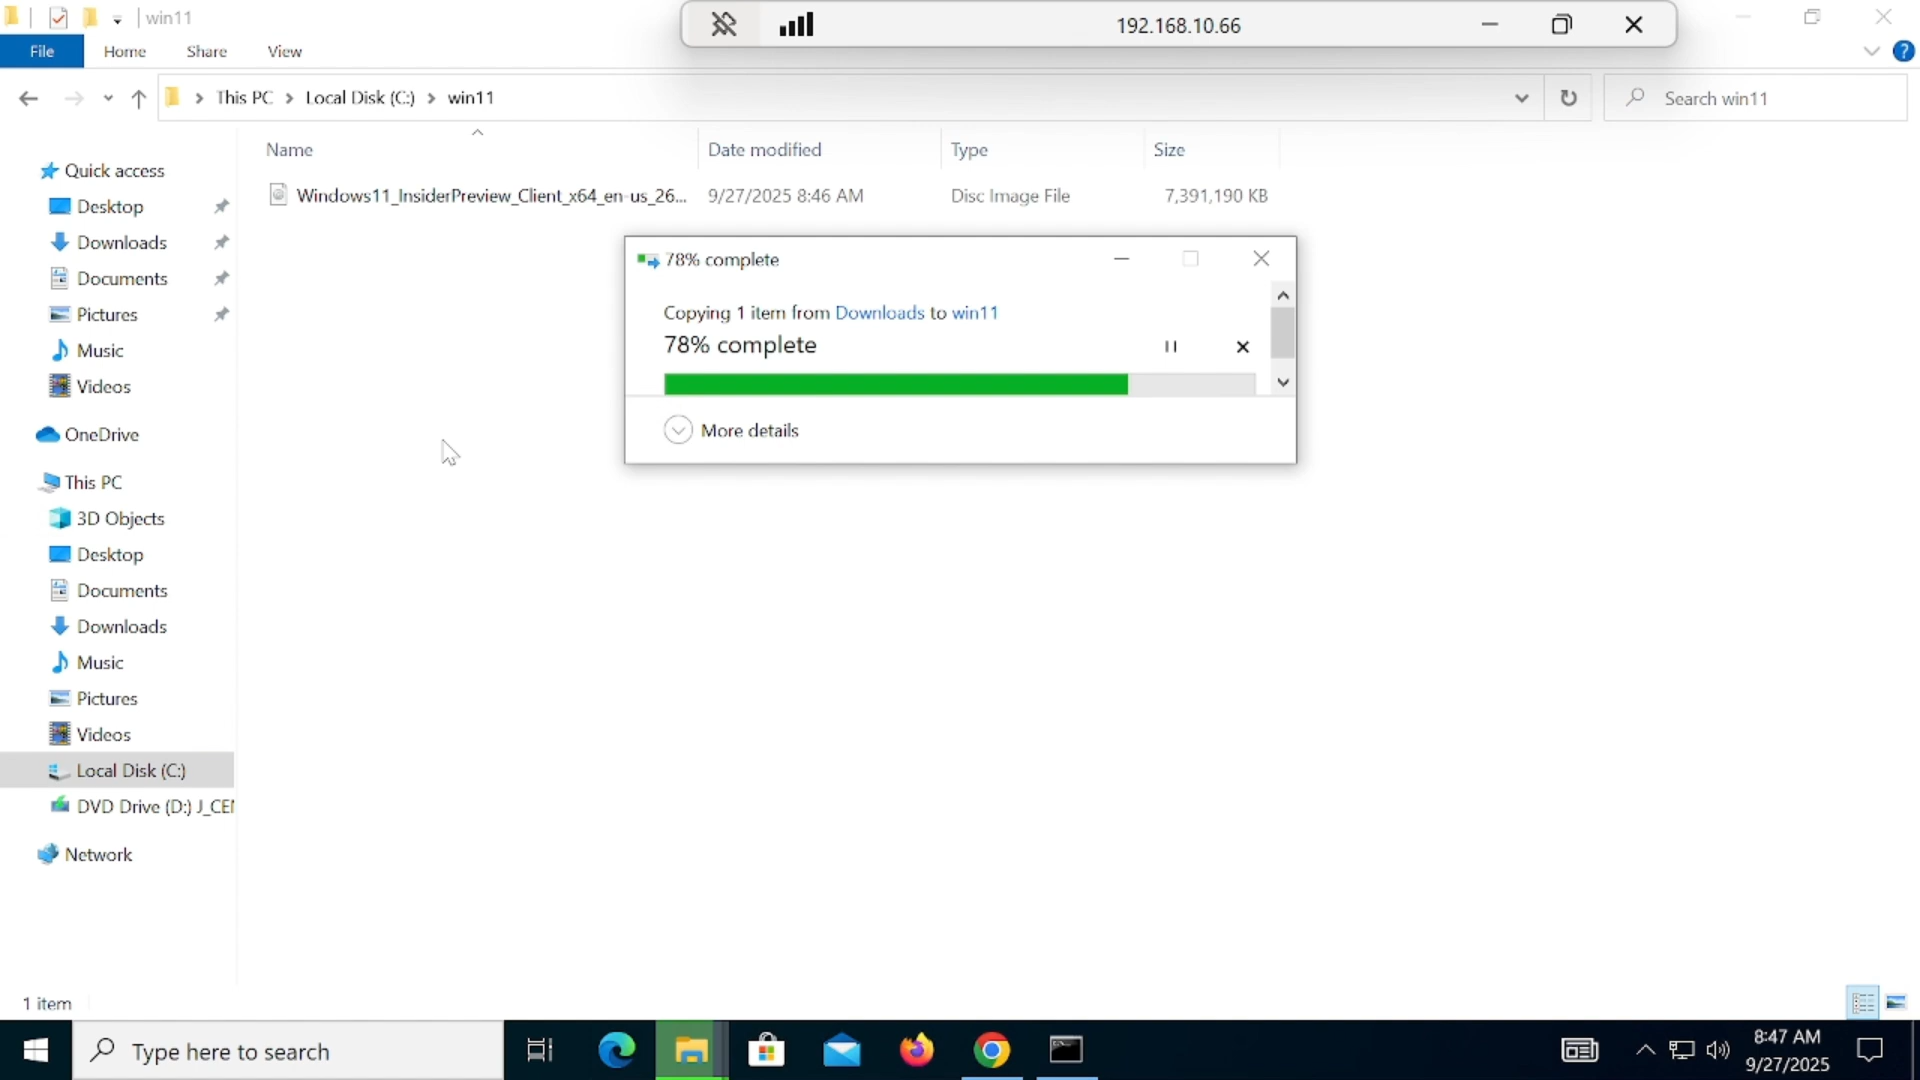 win11
192.168.10.66
File
Home
Share
View
?
This PC
Local Disk (C:)
win11
Search win11
Name
Date modified
Type
Size
Windows11_InsiderPreview_Client_x64_en-us_26...
9/27/2025 8:46 AM
Disc Image File
7,391,190 KB
78% complete
Copying 1 item from Downloads to win11
78% complete
More details
Quick access
Desktop
Downloads
Documents
Pictures
Music
Videos
OneDrive
This PC
3D Objects
Desktop
Documents
Downloads
Music
Pictures
Videos
Local Disk (C:)
DVD Drive (D:) J_CE
Network
1 item
Type here to search
8:47 AM
9/27/2025